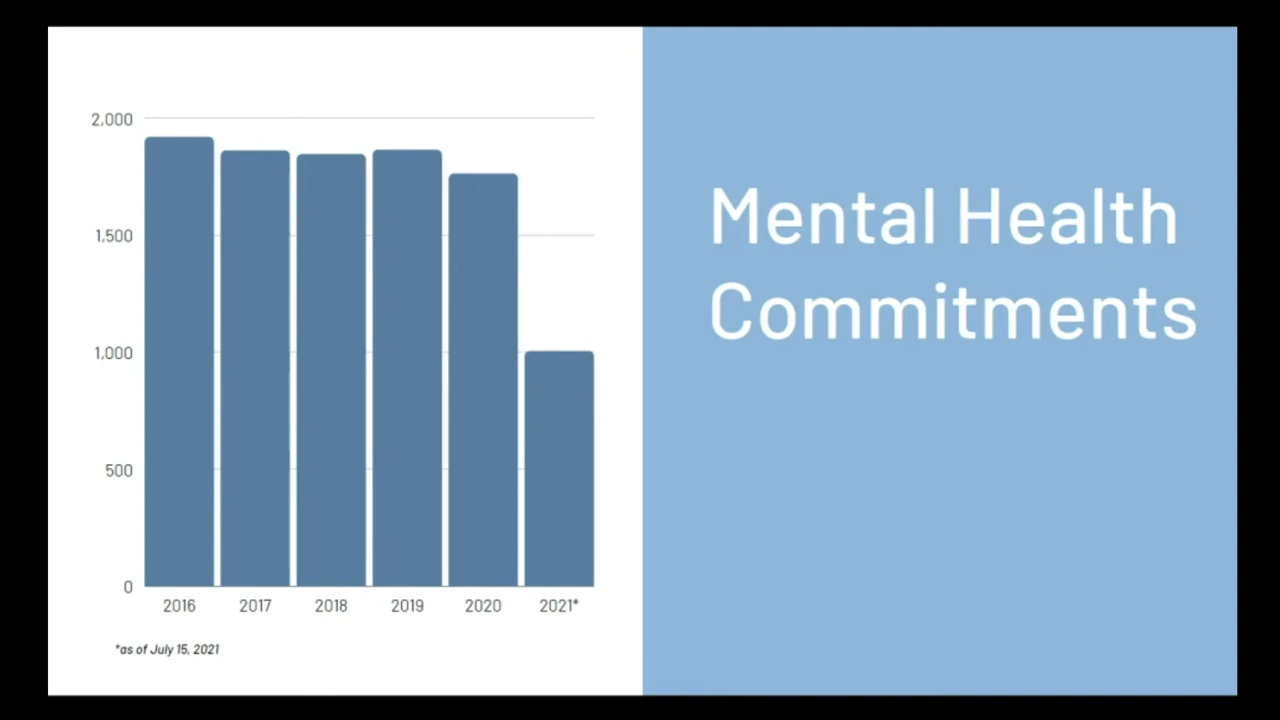 2,000
1,500
1,000
500
0
2016 2017 2018 2019 2020 2021*
*as of July 15, 2021
Mental Health
Commitments